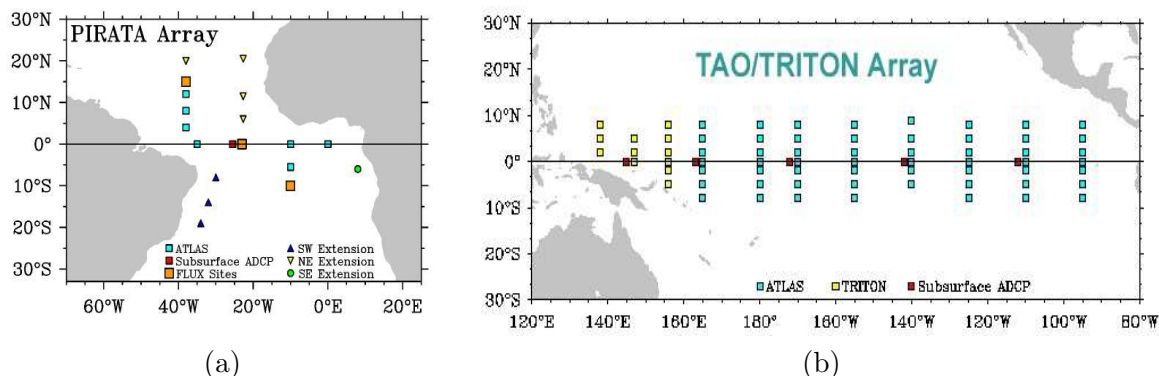 PIRATA Array
30°N
20°N
10°N
0°
10°S
20°S
30°S
ATLAS
Subsurface ADCP
FLUX Sites
SW Extension
NE Extension
SE Extension
60°W
40°W
20°W
0°E
20°E
(a)
TAO/TRITON Array
30°N
20°N
10°N
0°
10°S
20°S
30°S
ATLAS TRITON Subsurface ADCP
120°E 140°E 160°E 180° 160°W 140°W 120°W 100°W 80°W
(b)